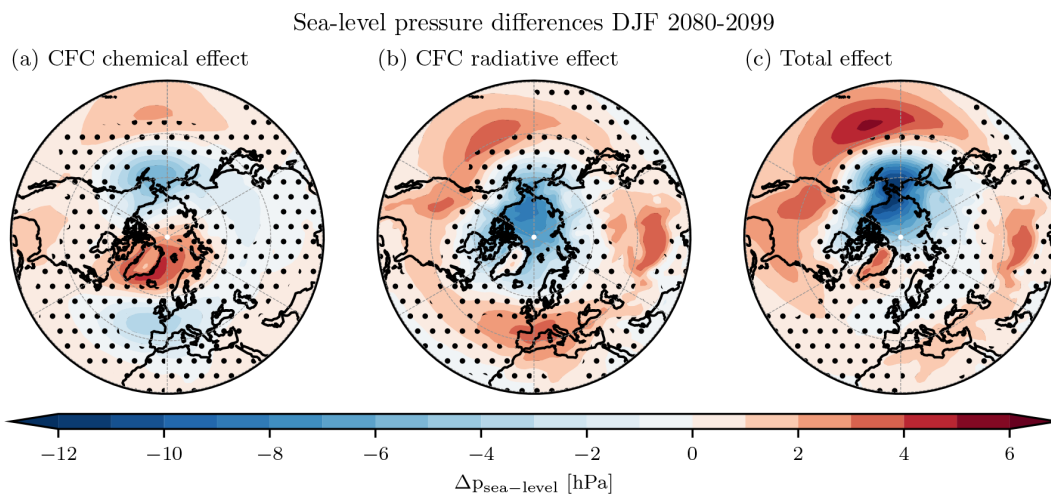 Sea-level pressure differences DJF 2080-2099
(a) CFC chemical effect
(b) CFC radiative effect
(c) Total effect
−12 −10 −8 −6 −4 −2 0 2 4 6
Δp_sea−level [hPa]